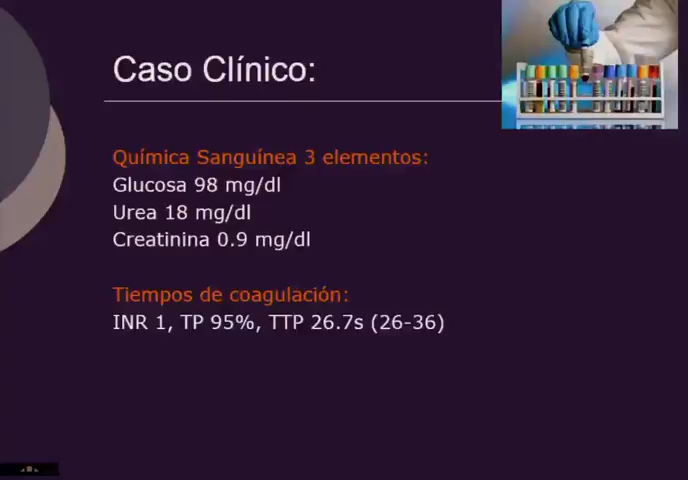 Caso Clínico:
Química Sanguínea 3 elementos:
Glucosa 98 mg/dl
Urea 18 mg/dl
Creatinina 0.9 mg/dl
Tiempos de coagulación:
INR 1, TP 95%, TTP 26.7s (26-36)